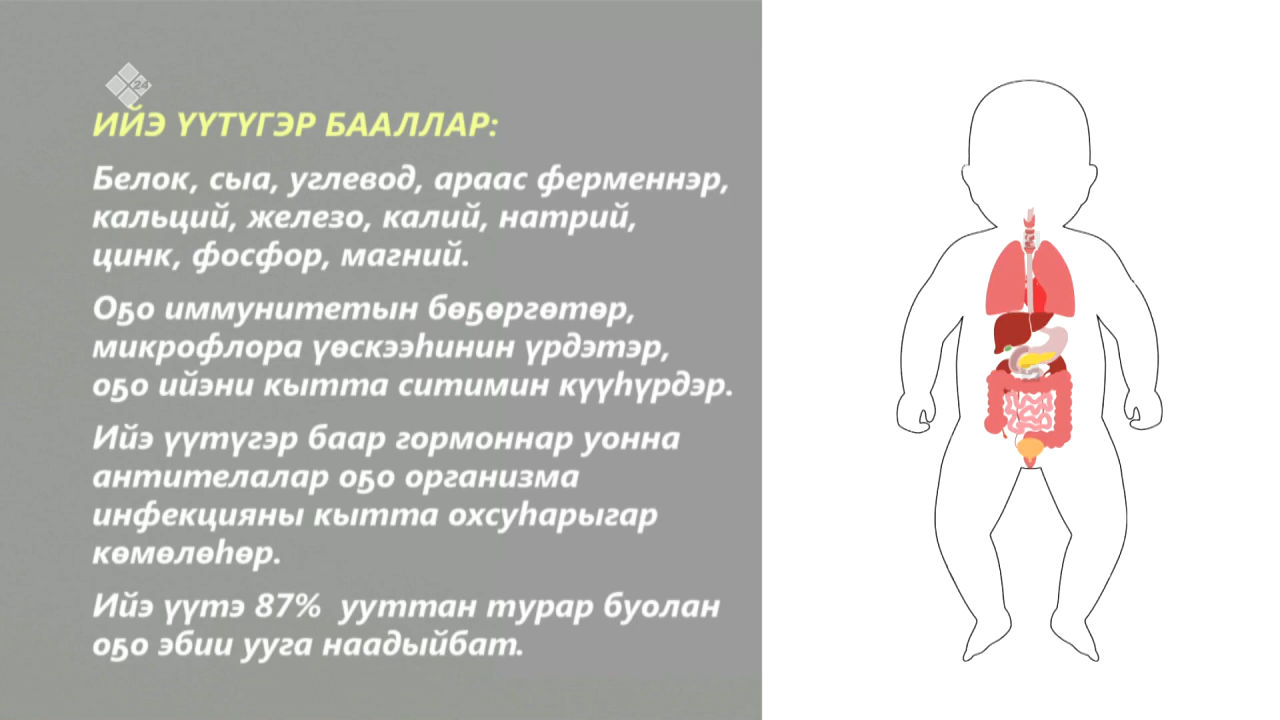 24
ИЙЭ ҮҮТҮГЭР БААЛЛАР:
Белок, сыа, углевод, араас ферменнэр,
кальций, железо, калий, натрий,
цинк, фосфор, магний.
Оҕо иммунитетын бөҕөргөтөр,
микрофлора үөскээһинин үрдэтэр,
оҕо ийэни кытта ситимин күүһүрдэр.
Ийэ үүтүгэр баар гормоннар уонна
антителалар оҕо организма
инфекцияны кытта охсуһарыгар
көмөлөһөр.
Ийэ үүтэ 87% ууттан турар буолан
оҕо эбии ууга наадыйбат.